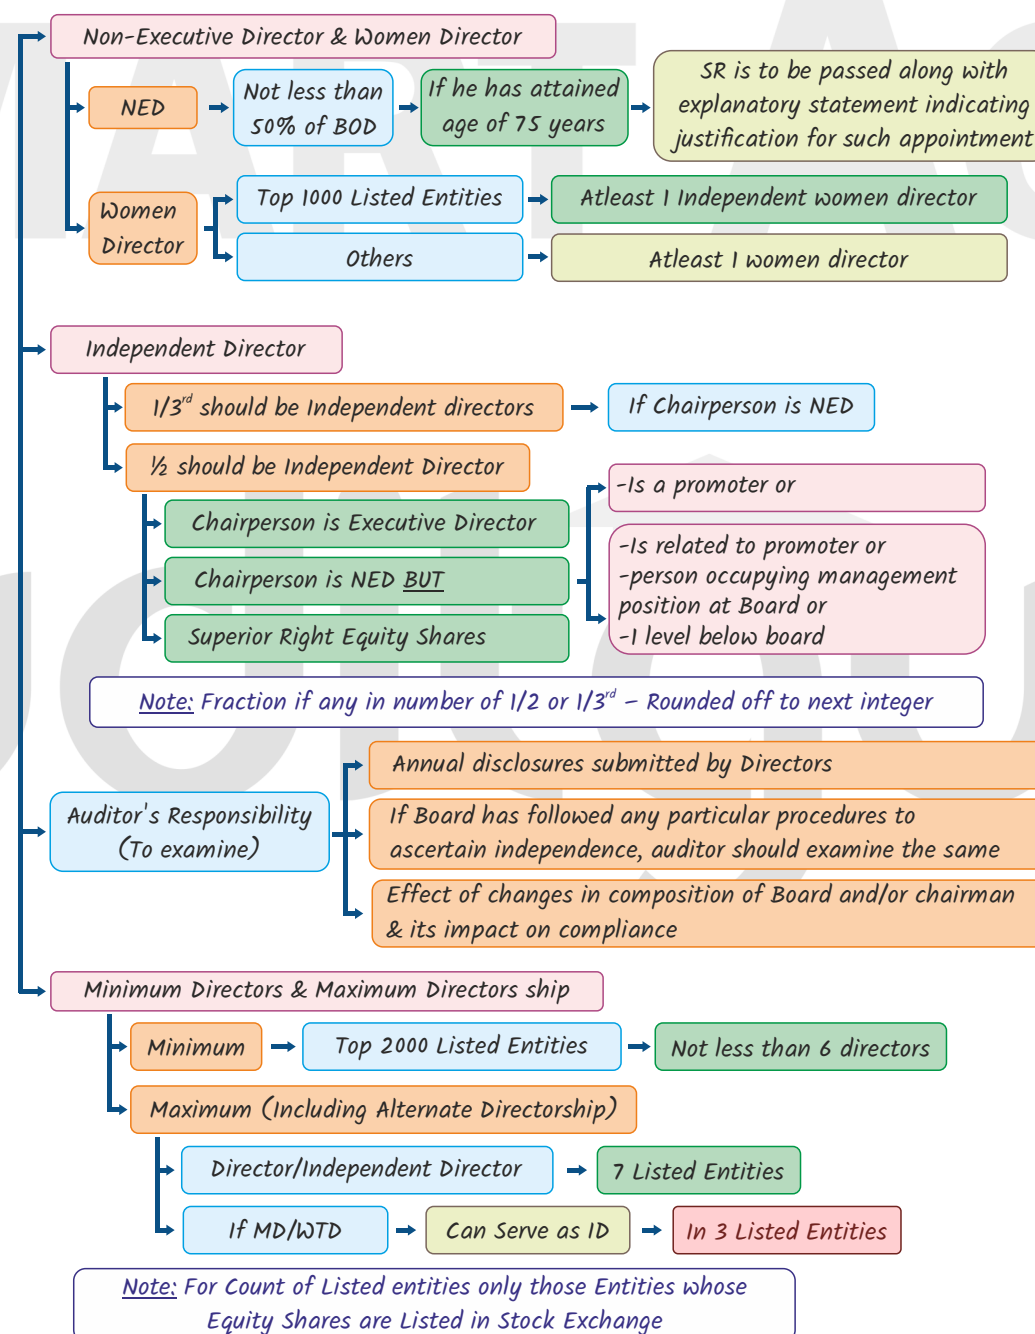 Non-Executive Director & Women Director
NED
Not less than
50% of BOD
If he has attained
age of 75 years
SR is to be passed along with
explanatory statement indicating
justification for such appointment
Women
Director
Top 1000 Listed Entities
Atleast 1 Independent women director
Others
Atleast 1 women director
Independent Director
1/3rd should be Independent directors
If Chairperson is NED
½ should be Independent Director
Chairperson is Executive Director
Chairperson is NED BUT
-Is a promoter or
-Is related to promoter or
-person occupying management
position at Board or
-1 level below board
Superior Right Equity Shares
Note: Fraction if any in number of 1/2 or 1/3rd – Rounded off to next integer
Auditor's Responsibility
(To examine)
Annual disclosures submitted by Directors
If Board has followed any particular procedures to
ascertain independence, auditor should examine the same
Effect of changes in composition of Board and/or chairman
& its impact on compliance
Minimum Directors & Maximum Directors ship
Minimum
Top 2000 Listed Entities
Not less than 6 directors
Maximum (Including Alternate Directorship)
Director/Independent Director
7 Listed Entities
If MD/WTD
Can Serve as ID
In 3 Listed Entities
Note: For Count of Listed entities only those Entities whose
Equity Shares are Listed in Stock Exchange